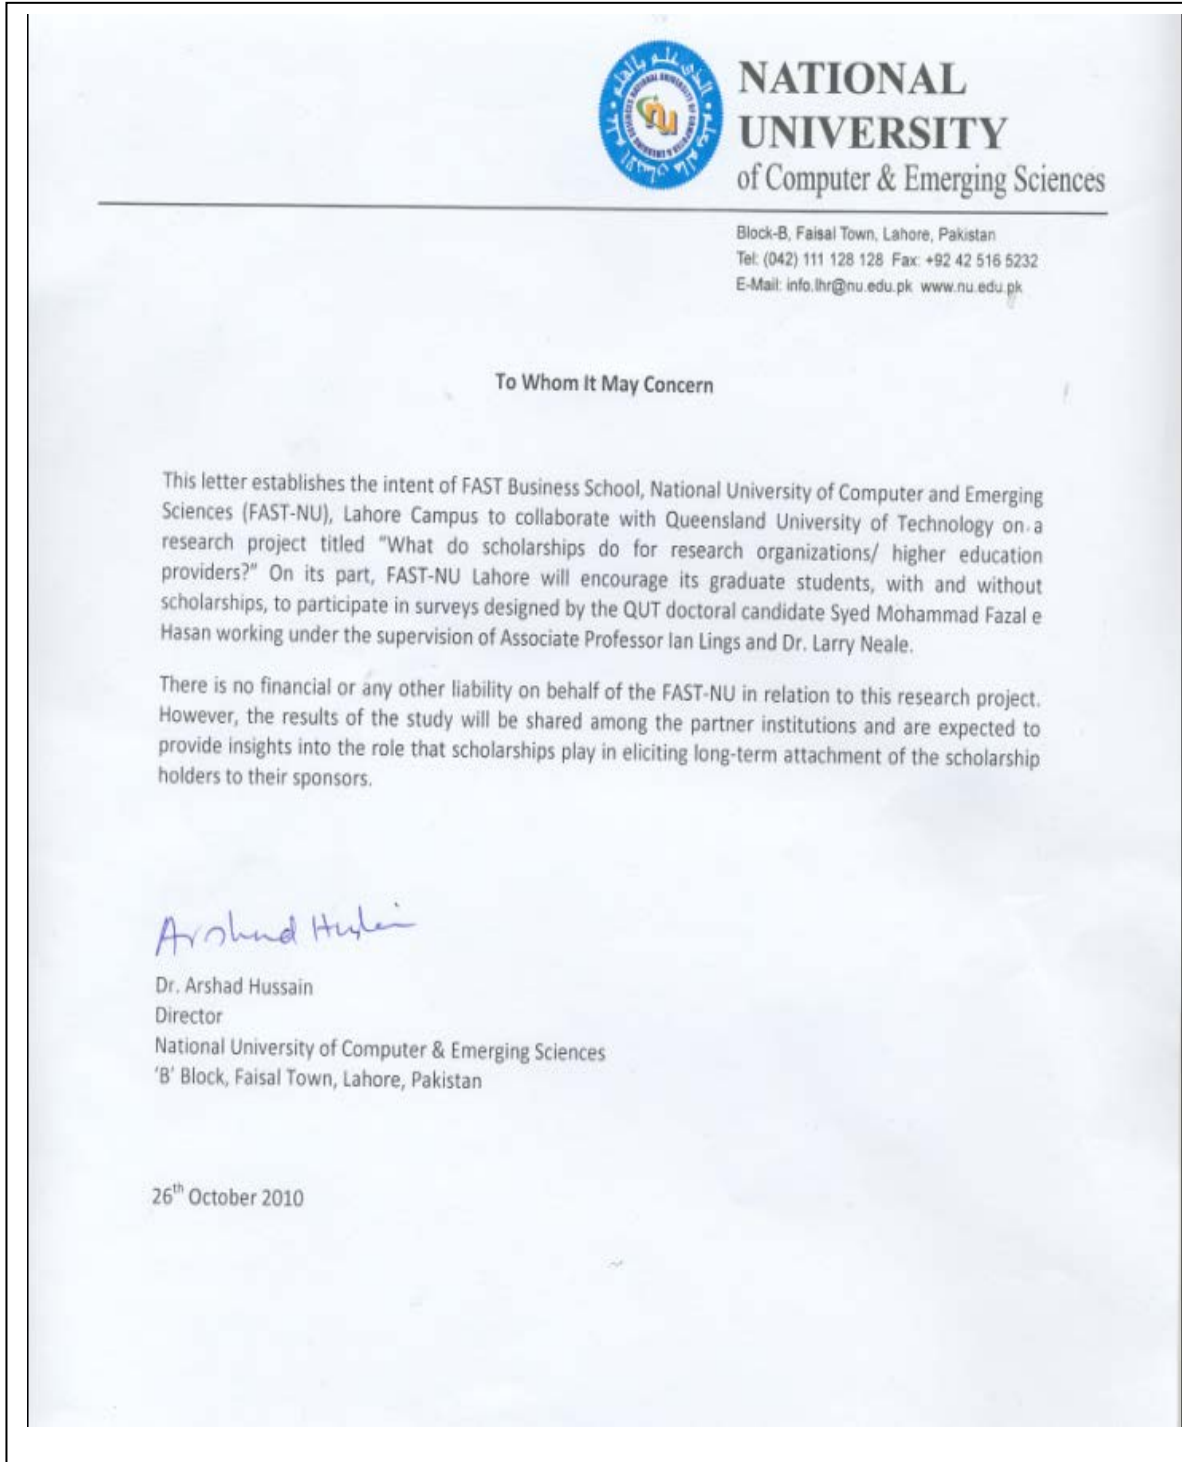 NATIONAL
UNIVERSITY
of Computer & Emerging Sciences
Block-B, Faisal Town, Lahore, Pakistan
Tel: (042) 111 128 128 Fax: +92 42 516 5232
E-Mail: info.lhr@nu.edu.pk www.nu.edu.pk
To Whom It May Concern
This letter establishes the intent of FAST Business School, National University of Computer and Emerging
Sciences (FAST-NU), Lahore Campus to collaborate with Queensland University of Technology on a
research project titled “What do scholarships do for research organizations/ higher education
providers?” On its part, FAST-NU Lahore will encourage its graduate students, with and without
scholarships, to participate in surveys designed by the QUT doctoral candidate Syed Mohammad Fazal e
Hasan working under the supervision of Associate Professor Ian Lings and Dr. Larry Neale.
There is no financial or any other liability on behalf of the FAST-NU in relation to this research project.
However, the results of the study will be shared among the partner institutions and are expected to
provide insights into the role that scholarships play in eliciting long-term attachment of the scholarship
holders to their sponsors.
Arshad Hussain
Dr. Arshad Hussain
Director
National University of Computer & Emerging Sciences
‘B’ Block, Faisal Town, Lahore, Pakistan
26th October 2010